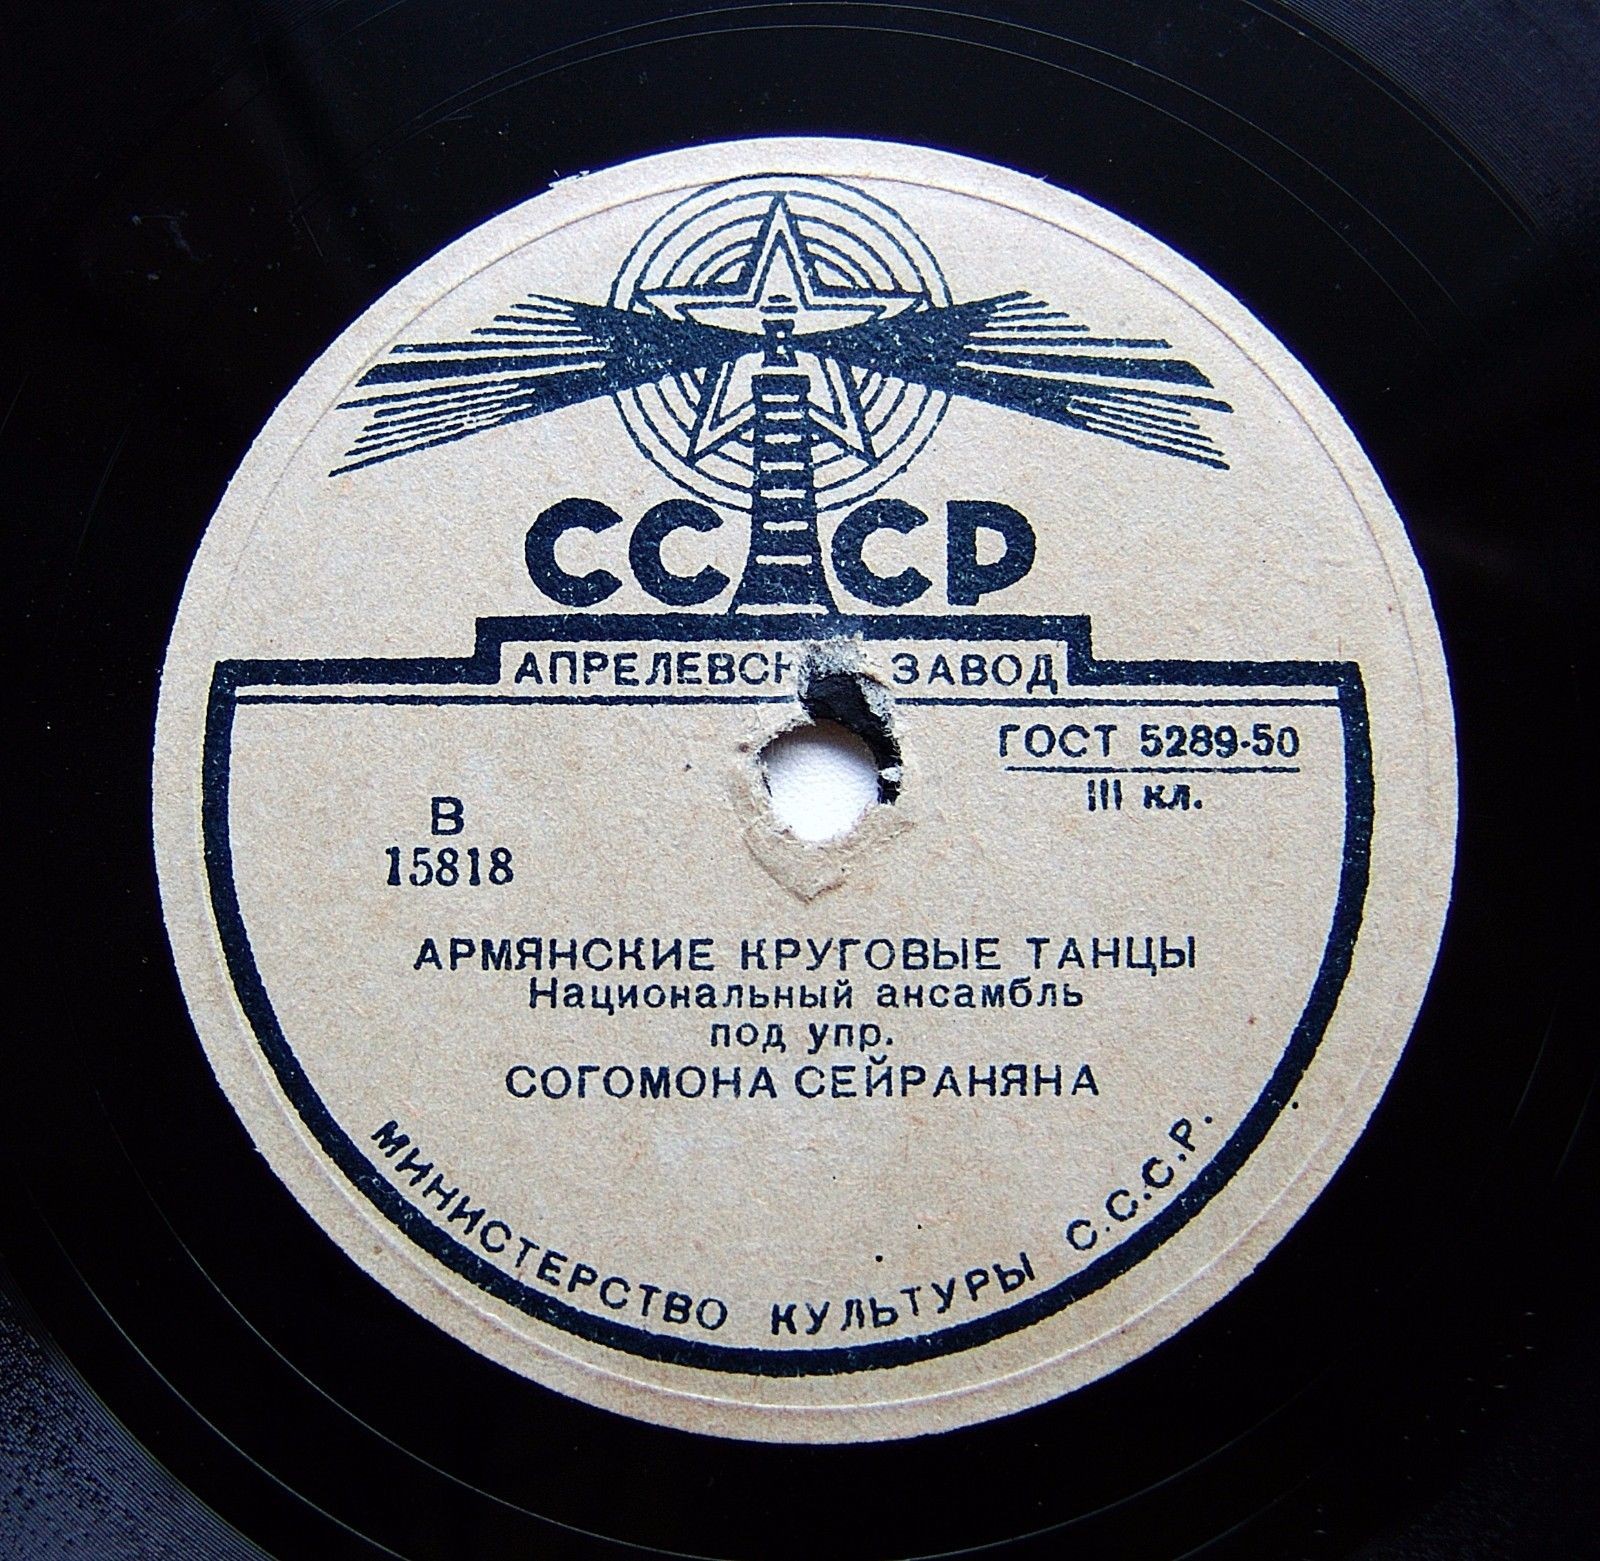 СССР
АПРЕЛЕВСК ЗАВОД
ГОСТ 5289-50
III кл.
В
15818
АРМЯНСКИЕ КРУГОВЫЕ ТАНЦЫ
Национальный ансамбль
под упр.
СОГОМОНА СЕЙРАНЯНА
МИНИСТЕРСТВО КУЛЬТУРЫ С.С.С.Р.